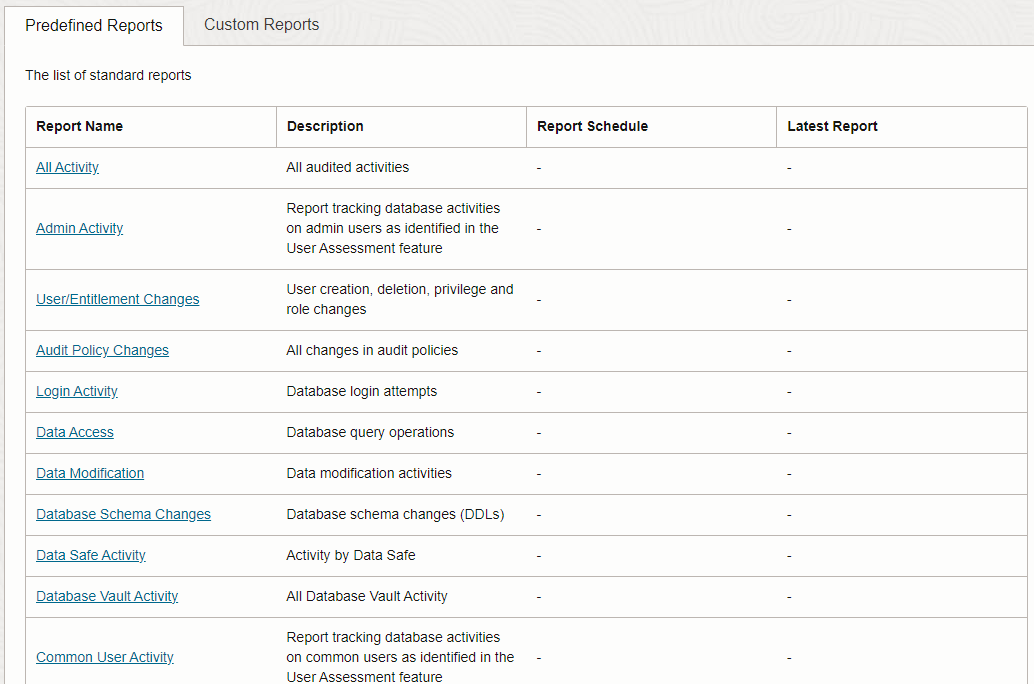 Predefined Reports Custom Reports
The list of standard reports
Report Name Description Report Schedule Latest Report
All Activity All audited activities - -
Report tracking database activities
Admin Activity on admin users as identified in the - -
User Assessment feature
User creation, deletion, privilege and
User/Entitlement Changes - -
role changes
Audit Policy Changes All changes in audit policies - -
Login Activity Database login attempts - -
Data Access Database query operations - -
Data Modification Data modification activities - -
Database Schema Changes Database schema changes (DDLs) - -
Data Safe Activity Activity by Data Safe - -
Database Vault Activity All Database Vault Activity - -
Report tracking database activities
Common User Activity on common users as identified in the - -
User Assessment feature